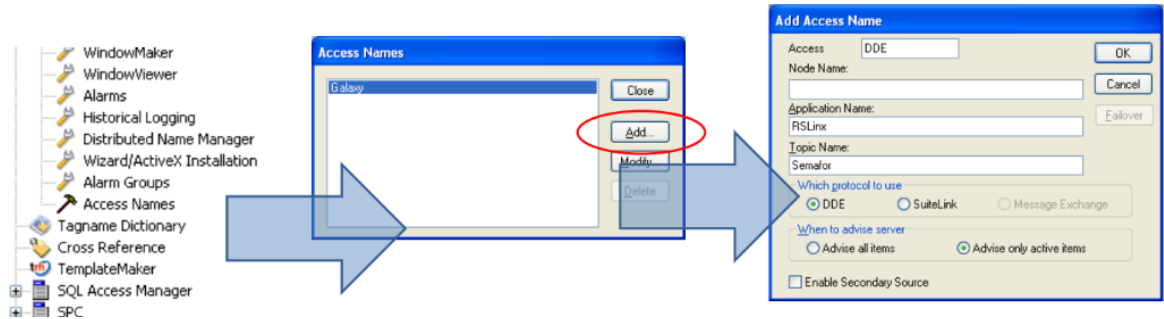 WindowMaker
WindowViewer
Alarms
Historical Logging
Distributed Name Manager
Wizard/ActiveX Installation
Alarm Groups
Access Names
Tagname Dictionary
Cross Reference
TemplateMaker
SQL Access Manager
SPC
Access Names
Galaxy
Close
Add...
Modify...
Delete
Add Access Name
Access DDE
OK
Node Name:
Cancel
Application Name:
Failover
RSLinx
Topic Name:
Semafor
Which protocol to use
DDE SuiteLink Message Exchange
When to advise server
Advise all items Advise only active items
Enable Secondary Source